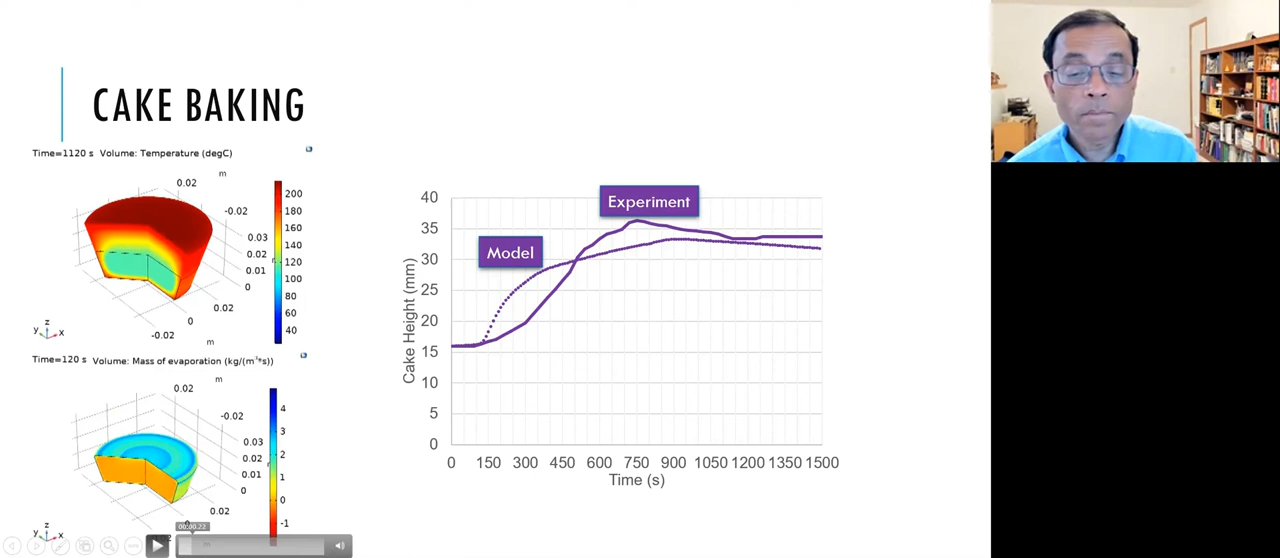 CAKE BAKING
Time=1120 s Volume: Temperature (degC)
m
0.02
-0.02
0.03
0.02
0.01
0
0.02
0
-0.02
m
200
180
160
140
120
100
80
60
40
z
y x
Time=120 s Volume: Mass of evaporation (kg/(m³*s))
m
0.02
-0.02
0.03
0.02
0.01
0
0.02
4
3
2
1
0
-1
z
y x
00:00.22
m
Experiment
Model
Cake Height (mm)
40
35
30
25
20
15
10
5
0
0 150 300 450 600 750 900 1050 1200 1500
Time (s)